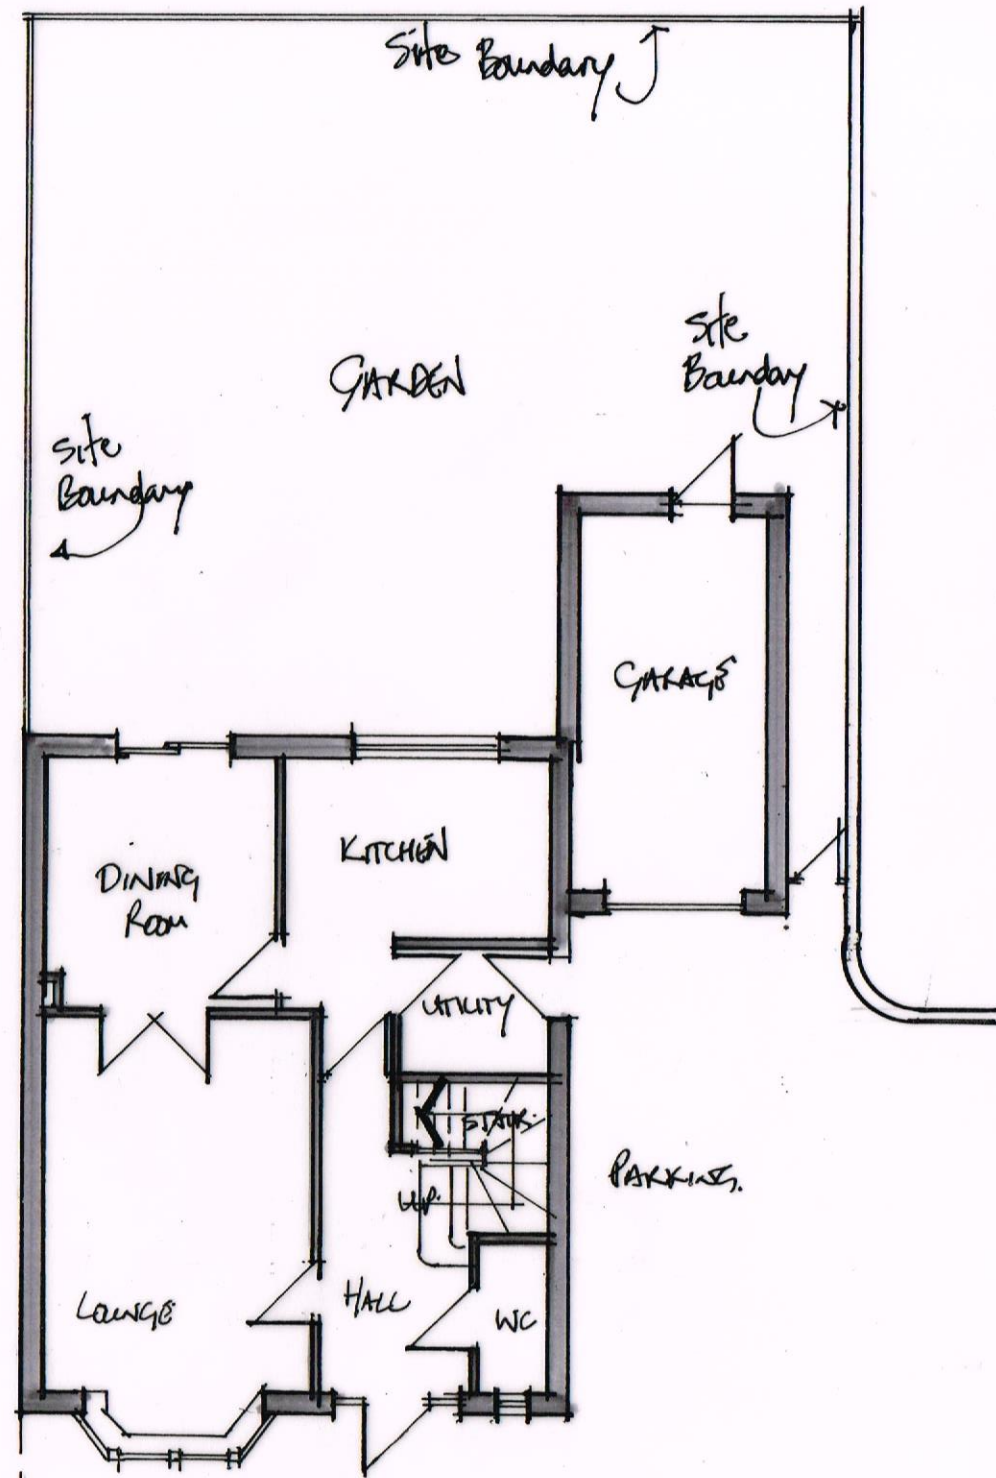 Site Boundary
GARDEN
Site
Boundary
Site
Boundary
GARAGE
KITCHEN
DINING
ROOM
UTILITY
STAIRS
UP.
PARKING.
LOUNGE
HALL
WC